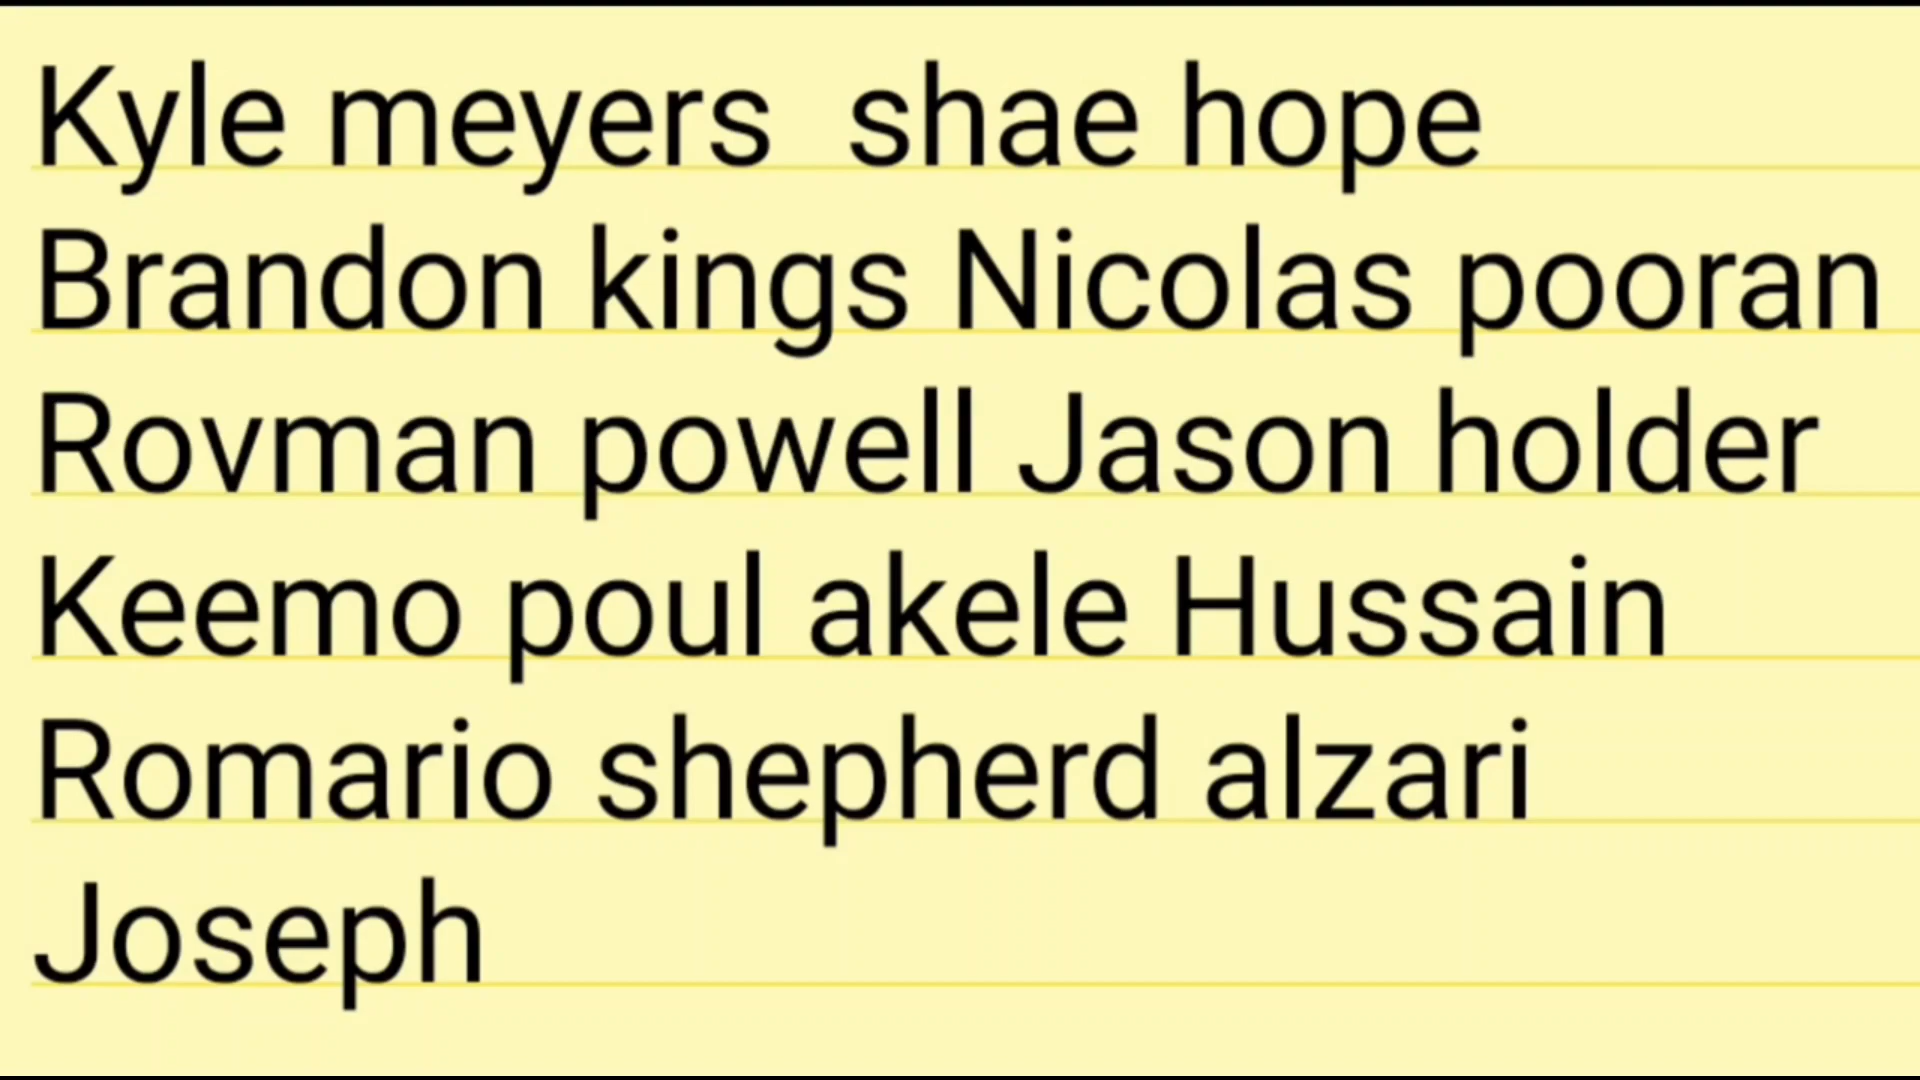 Kyle meyers  shae hope
Brandon kings Nicolas pooran
Rovman powell Jason holder
Keemo poul akele Hussain
Romario shepherd alzari
Joseph